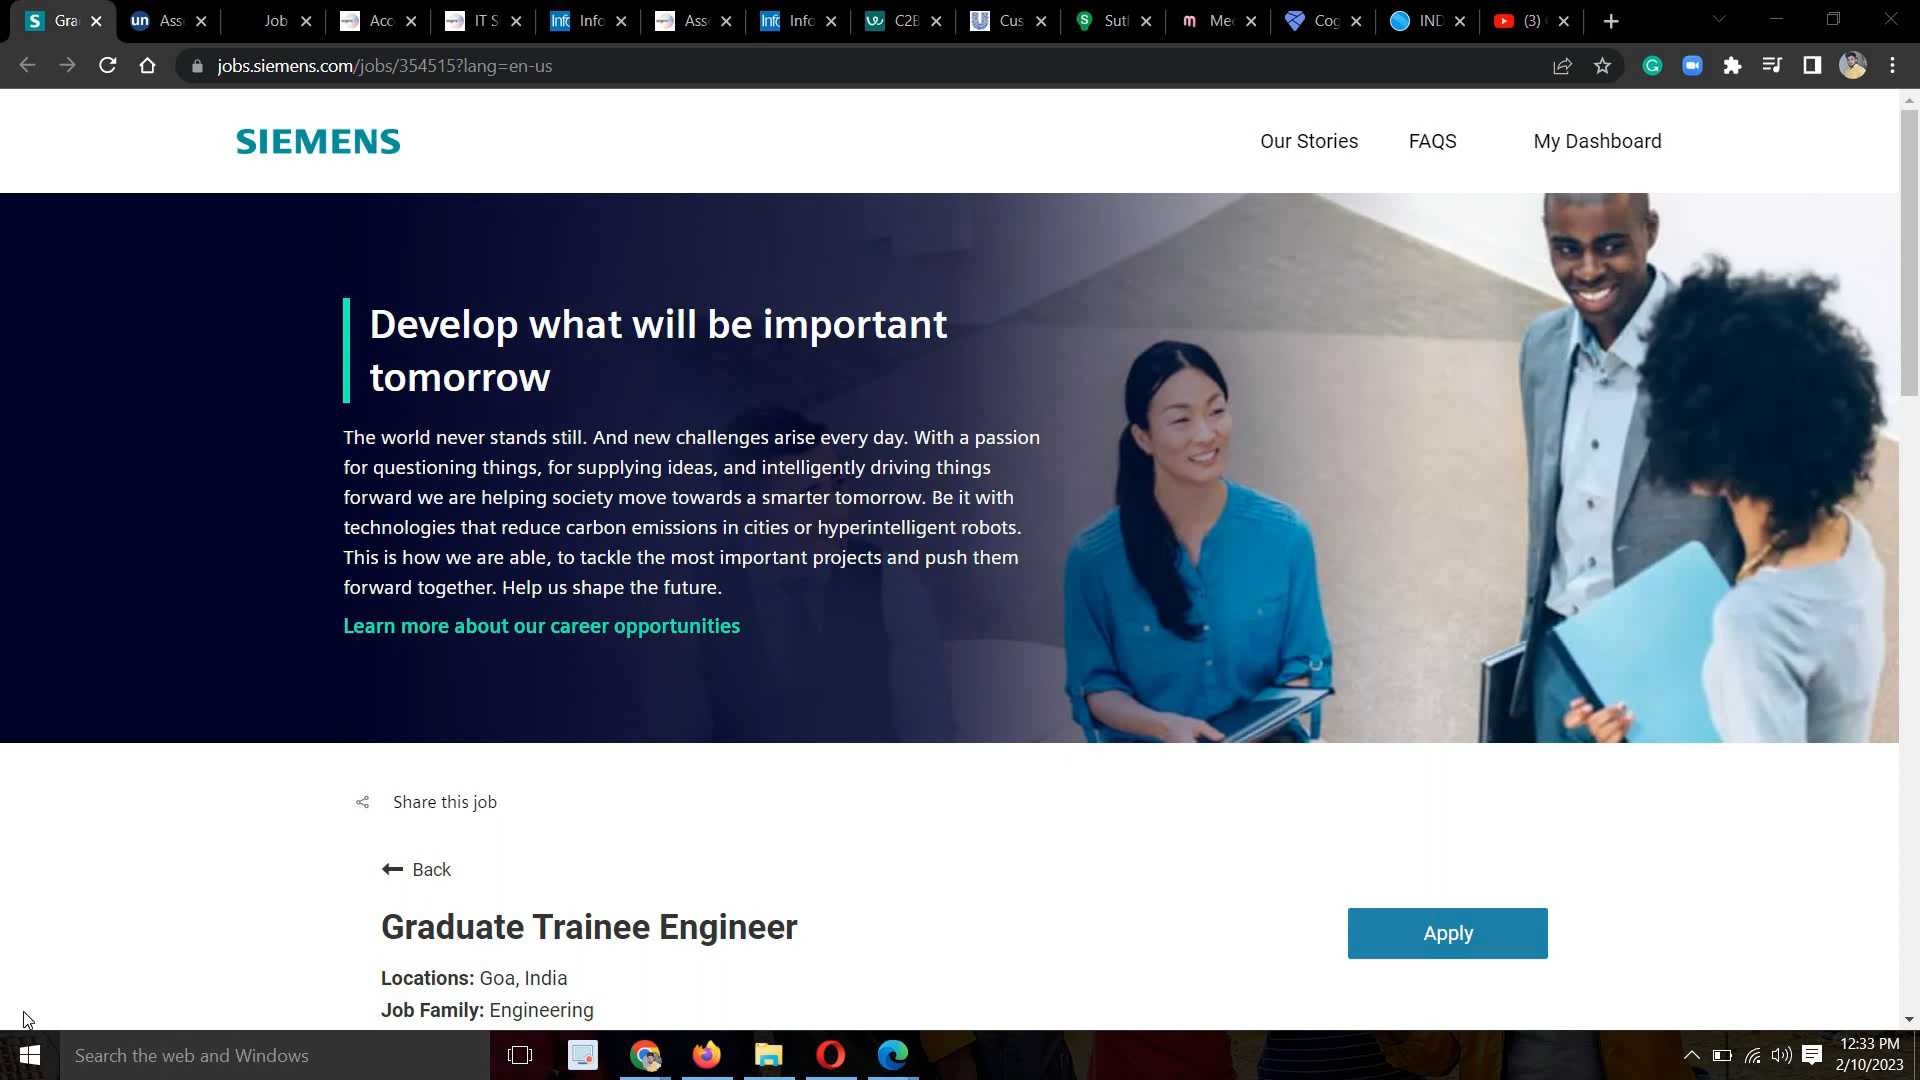 Gra
Ass
Job
Acc
IT S
Info
Ass
Info
C2B
Cus
Sutl
Mee
Cog
IND
(3)
jobs.siemens.com/jobs/354515?lang=en-us
SIEMENS
Our Stories
FAQS
My Dashboard
Develop what will be important
tomorrow
The world never stands still. And new challenges arise every day. With a passion
for questioning things, for supplying ideas, and intelligently driving things
forward we are helping society move towards a smarter tomorrow. Be it with
technologies that reduce carbon emissions in cities or hyperintelligent robots.
This is how we are able, to tackle the most important projects and push them
forward together. Help us shape the future.
Learn more about our career opportunities
Share this job
Back
Graduate Trainee Engineer
Apply
Locations: Goa, India
Job Family: Engineering
Search the web and Windows
12:33 PM
2/10/2023